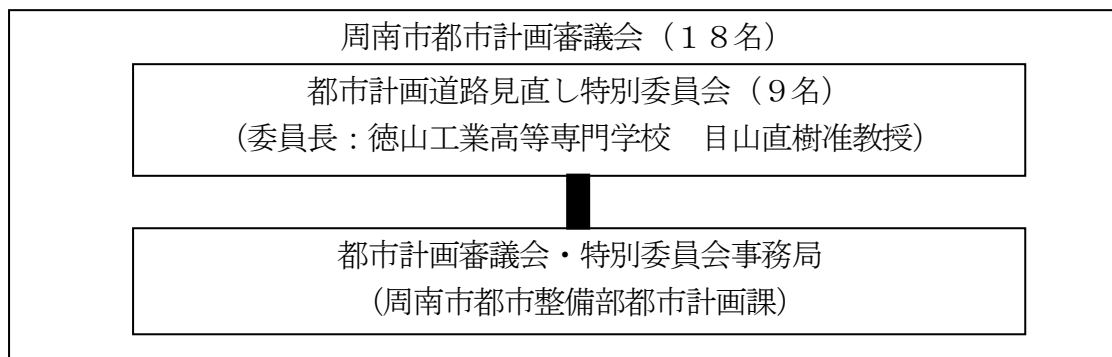 周南市都市計画審議会（１８名）
都市計画道路見直し特別委員会（９名）
（委員長：徳山工業高等専門学校　目山直樹准教授）
都市計画審議会・特別委員会事務局
（周南市都市整備部都市計画課）